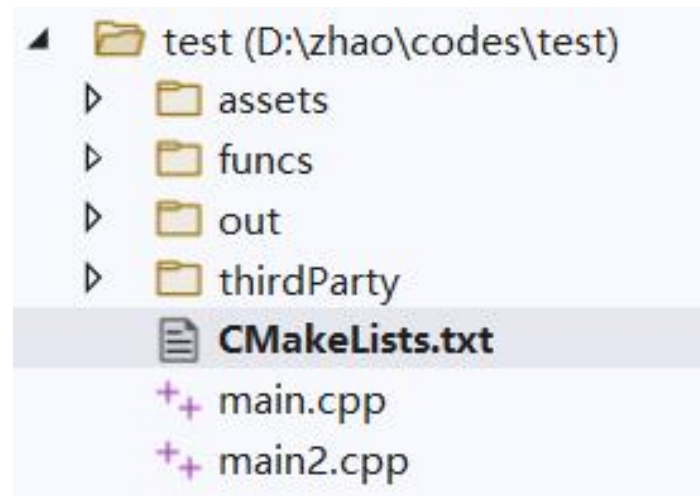 test (D:\zhao\codes\test)
assets
funcs
out
thirdParty
CMakeLists.txt
main.cpp
main2.cpp